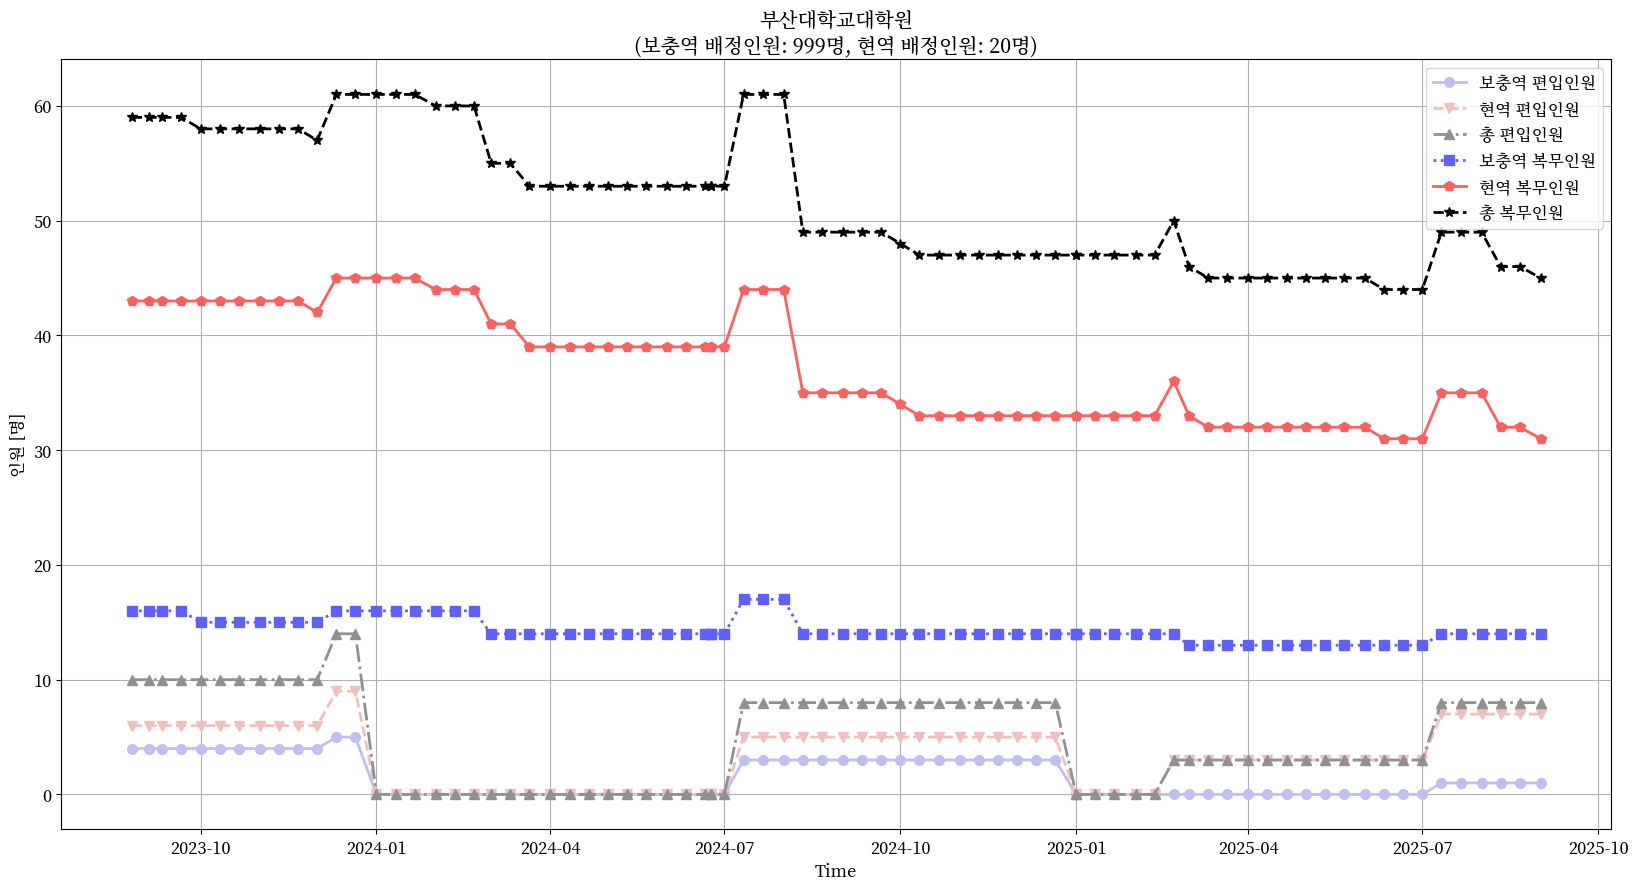 부산대학교대학원
(보충역 배정인원: 999명, 현역 배정인원: 20명)
보충역 편입인원
현역 편입인원
총 편입인원
보충역 복무인원
현역 복무인원
총 복무인원
인원 [명]
60
50
40
30
20
10
0
2023-10
2024-01
2024-04
2024-07
2024-10
2025-01
2025-04
2025-07
2025-10
Time